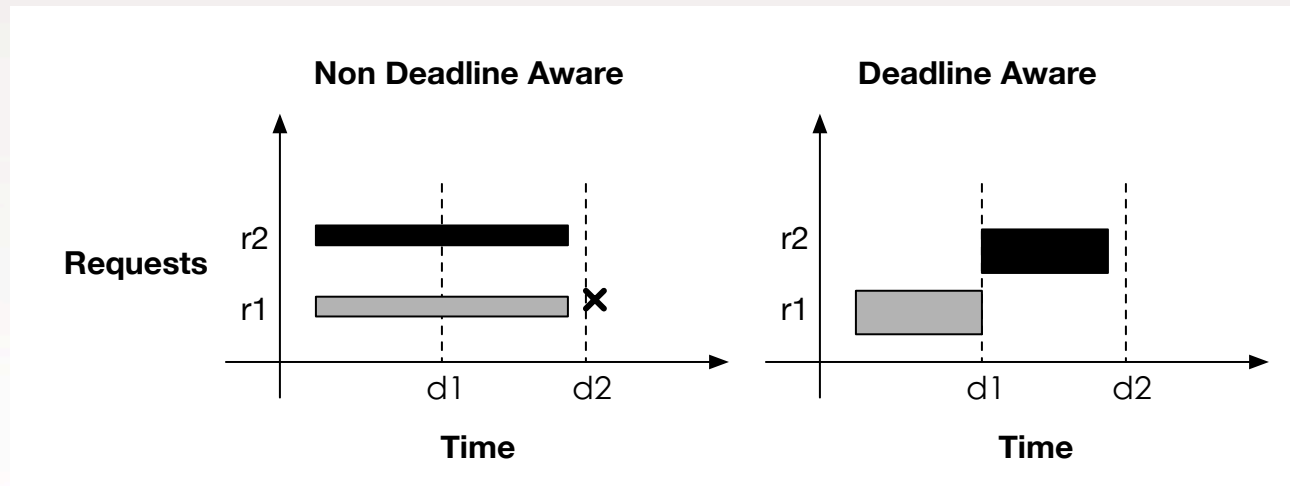 Non Deadline Aware
Deadline Aware
Requests
r2
r1
d1
d2
Time
r2
r1
d1
d2
Time